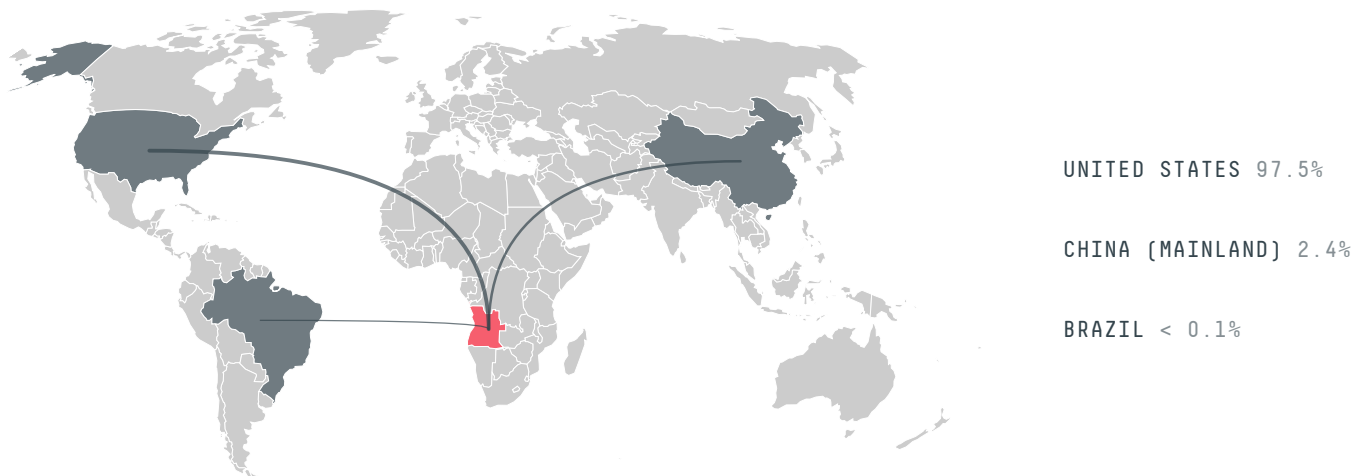 UNITED STATES 97.5%
CHINA (MAINLAND) 2.4%
BRAZIL < 0.1%